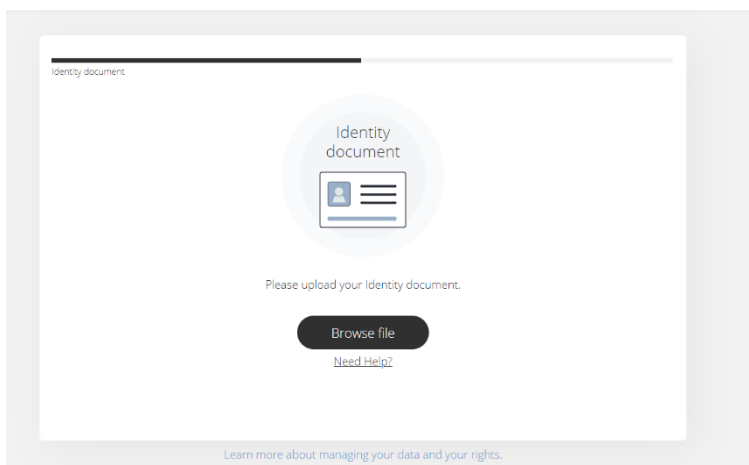 Identity document
Identity
document
Please upload your Identity document.
Browse file
Need Help?
Learn more about managing your data and your rights.